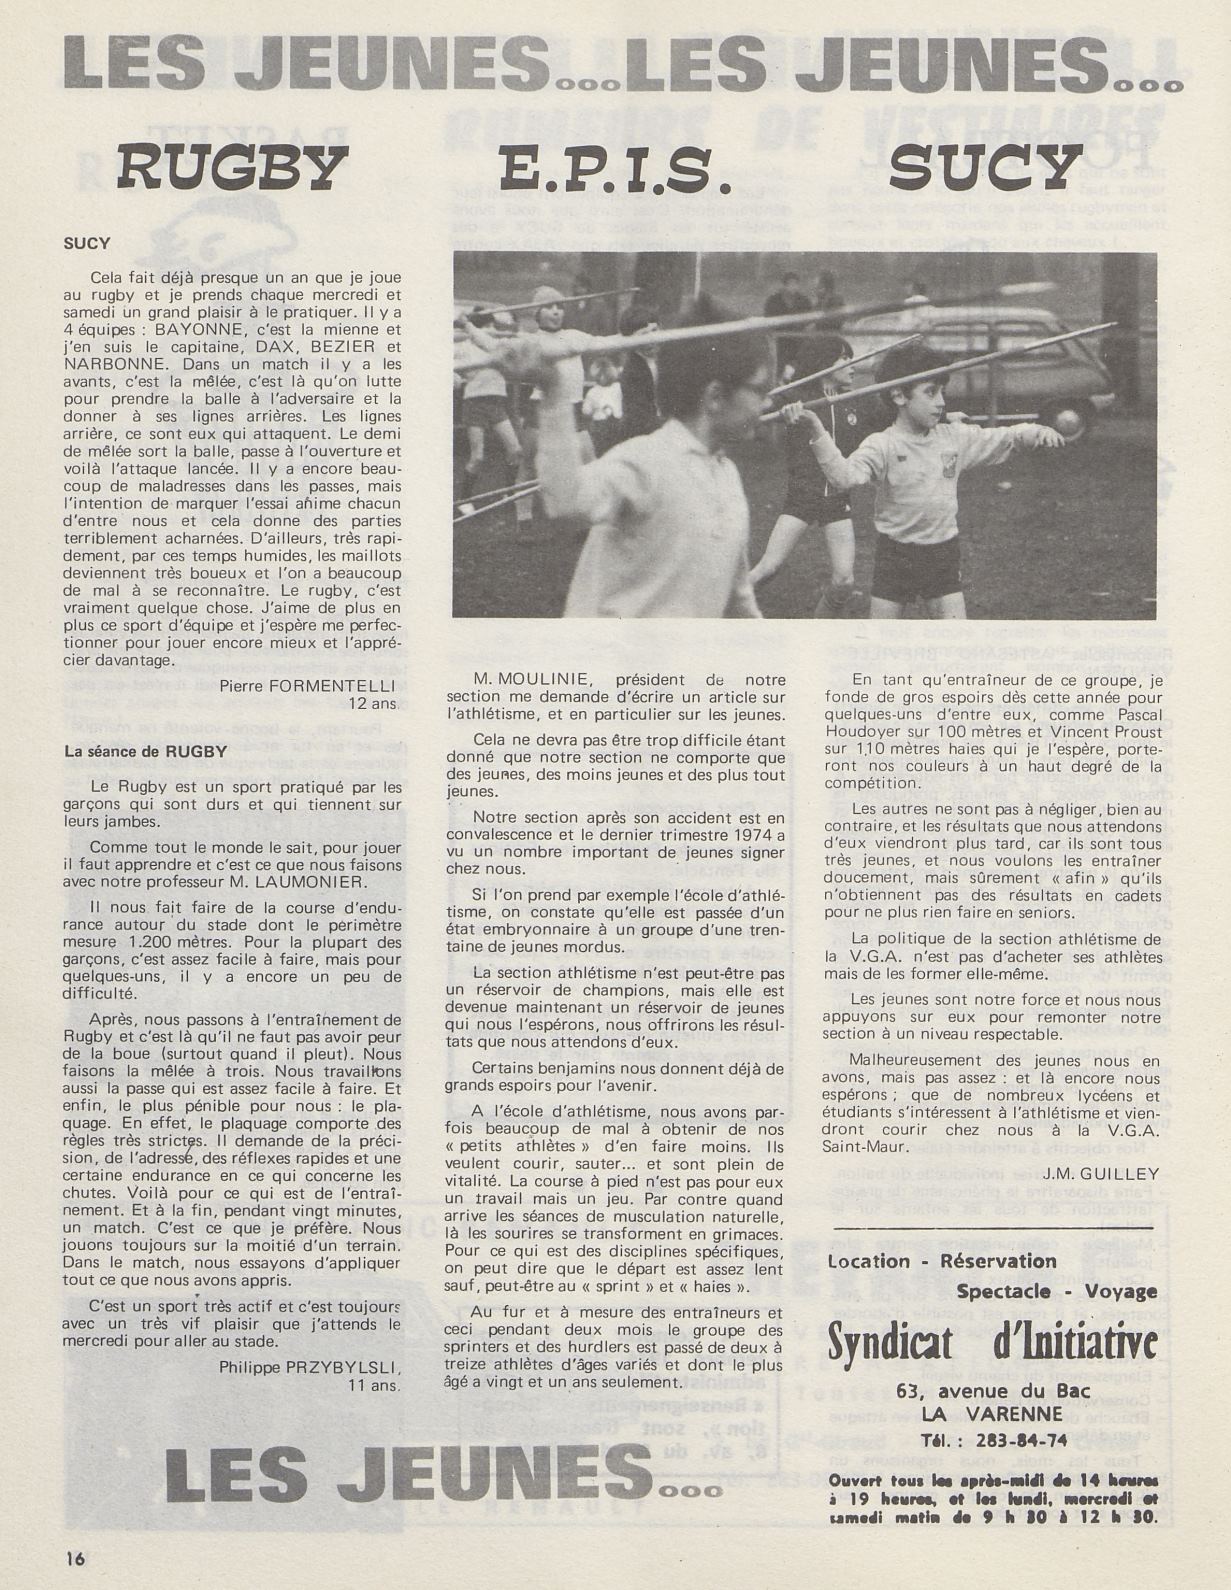 LES JEUNES...LES JEUNES...
RUGBY E.P.I.S. SUCY
SUCY
Cela fait déjà presque un an que je joue
au rugby et je prends chaque mercredi et
samedi un grand plaisir à le pratiquer. Il y a
4 équipes : BAYONNE, c'est la mienne et
j'en suis le capitaine, DAX, BEZIER et
NARBONNE. Dans un match il y a les
avants, c'est la mêlée, c'est là qu'on lutte
pour prendre la balle à l'adversaire et la
donner à ses lignes arrières. Les lignes
arrière, ce sont eux qui attaquent. Le demi
de mêlée sort la balle, passe à l'ouverture et
voilà l'attaque lancée. Il y a encore beau-
coup de maladresses dans les passes, mais
l'intention de marquer l'essai anime chacun
d'entre nous et cela donne des parties
terriblement acharnées. D'ailleurs, très rapi-
dement, par ces temps humides, les maillots
deviennent très boueux et l'on a beaucoup
de mal à se reconnaître. Le rugby, c'est
vraiment quelque chose. J'aime de plus en
plus ce sport d'équipe et j'espère me perfec-
tionner pour jouer encore mieux et l'appré-
cier davantage.
Pierre FORMENTELLI
12 ans.
La séance de RUGBY
Le Rugby est un sport pratiqué par les
garçons qui sont durs et qui tiennent sur
leurs jambes.
Comme tout le monde le sait, pour jouer
il faut apprendre et c'est ce que nous faisons
avec notre professeur M. LAUMONIER.
Il nous fait faire de la course d'endu-
rance autour du stade dont le périmètre
mesure 1.200 mètres. Pour la plupart des
garçons, c'est assez facile à faire, mais pour
quelques-uns, il y a encore un peu de
difficulté.
Après, nous passons à l'entraînement de
Rugby et c'est là qu'il ne faut pas avoir peur
de la boue (surtout quand il pleut). Nous
faisons la mêlée à trois. Nous travaillons
aussi la passe qui est assez facile à faire. Et
enfin, le plus pénible pour nous : le pla-
quage. En effet, le plaquage comporte des
règles très strictes. Il demande de la préci-
sion, de l'adresse, des réflexes rapides et une
certaine endurance en ce qui concerne les
chutes. Voilà pour ce qui est de l'entraî-
nement. Et à la fin, pendant vingt minutes,
un match. C'est ce que je préfère. Nous
jouons toujours sur la moitié d'un terrain.
Dans le match, nous essayons d'appliquer
tout ce que nous avons appris.
C'est un sport très actif et c'est toujours
avec un très vif plaisir que j'attends le
mercredi pour aller au stade.
Philippe PRZYBYLSLI,
11 ans.
M. MOULINIE, président de notre
section me demande d'écrire un article sur
l'athlétisme, et en particulier sur les jeunes.
Cela ne devra pas être trop difficile étant
donné que notre section ne comporte que
des jeunes, des moins jeunes et des plus tout
jeunes.
Notre section après son accident est en
convalescence et le dernier trimestre 1974 a
vu un nombre important de jeunes signer
chez nous.
Si l'on prend par exemple l'école d'athlé-
tisme, on constate qu'elle est passée d'un
état embryonnaire à un groupe d'une tren-
taine de jeunes mordus.
La section athlétisme n'est peut-être pas
un réservoir de champions, mais elle est
devenue maintenant un réservoir de jeunes
qui nous l'espérons, nous offrirons les résul-
tats que nous attendons d'eux.
Certains benjamins nous donnent déjà de
grands espoirs pour l'avenir.
A l'école d'athlétisme, nous avons par-
fois beaucoup de mal à obtenir de nos
« petits athlètes » d'en faire moins. Ils
veulent courir, sauter... et sont plein de
vitalité. La course à pied n'est pas pour eux
un travail mais un jeu. Par contre quand
arrive les séances de musculation naturelle,
là les sourires se transforment en grimaces.
Pour ce qui est des disciplines spécifiques,
on peut dire que le départ est assez lent
sauf, peut-être au « sprint » et « haies ».
Au fur et à mesure des entraîneurs et
ceci pendant deux mois le groupe des
sprinters et des hurdlers est passé de deux à
treize athlètes d'âges variés et dont le plus
âgé a vingt et un ans seulement.
En tant qu'entraîneur de ce groupe, je
fonde de gros espoirs dès cette année pour
quelques-uns d'entre eux, comme Pascal
Houdoyer sur 100 mètres et Vincent Proust
sur 110 mètres haies qui je l'espère, porte-
ront nos couleurs à un haut degré de la
compétition.
Les autres ne sont pas à négliger, bien au
contraire, et les résultats que nous attendons
d'eux viendront plus tard, car ils sont tous
très jeunes, et nous voulons les entraîner
doucement, mais sûrement « afin » qu'ils
n'obtiennent pas des résultats en cadets
pour ne plus rien faire en seniors.
La politique de la section athlétisme de
la V.G.A. n'est pas d'acheter ses athlètes
mais de les former elle-même.
Les jeunes sont notre force et nous nous
appuyons sur eux pour remonter notre
section à un niveau respectable.
Malheureusement des jeunes nous en
avons, mais pas assez : et là encore nous
espérons ; que de nombreux lycéens et
étudiants s'intéressent à l'athlétisme et vien-
dront courir chez nous à la V.G.A.
Saint-Maur.
J.M. GUILLEY
Location - Réservation
Spectacle - Voyage
Syndicat d'Initiative
63, avenue du Bac
LA VARENNE
Tél. : 283-84-74
Ouvert tous les après-midi de 14 heures
à 19 heures, et les lundi, mercredi et
samedi matin de 9 h 30 à 12 h 30.
LES JEUNES...
16